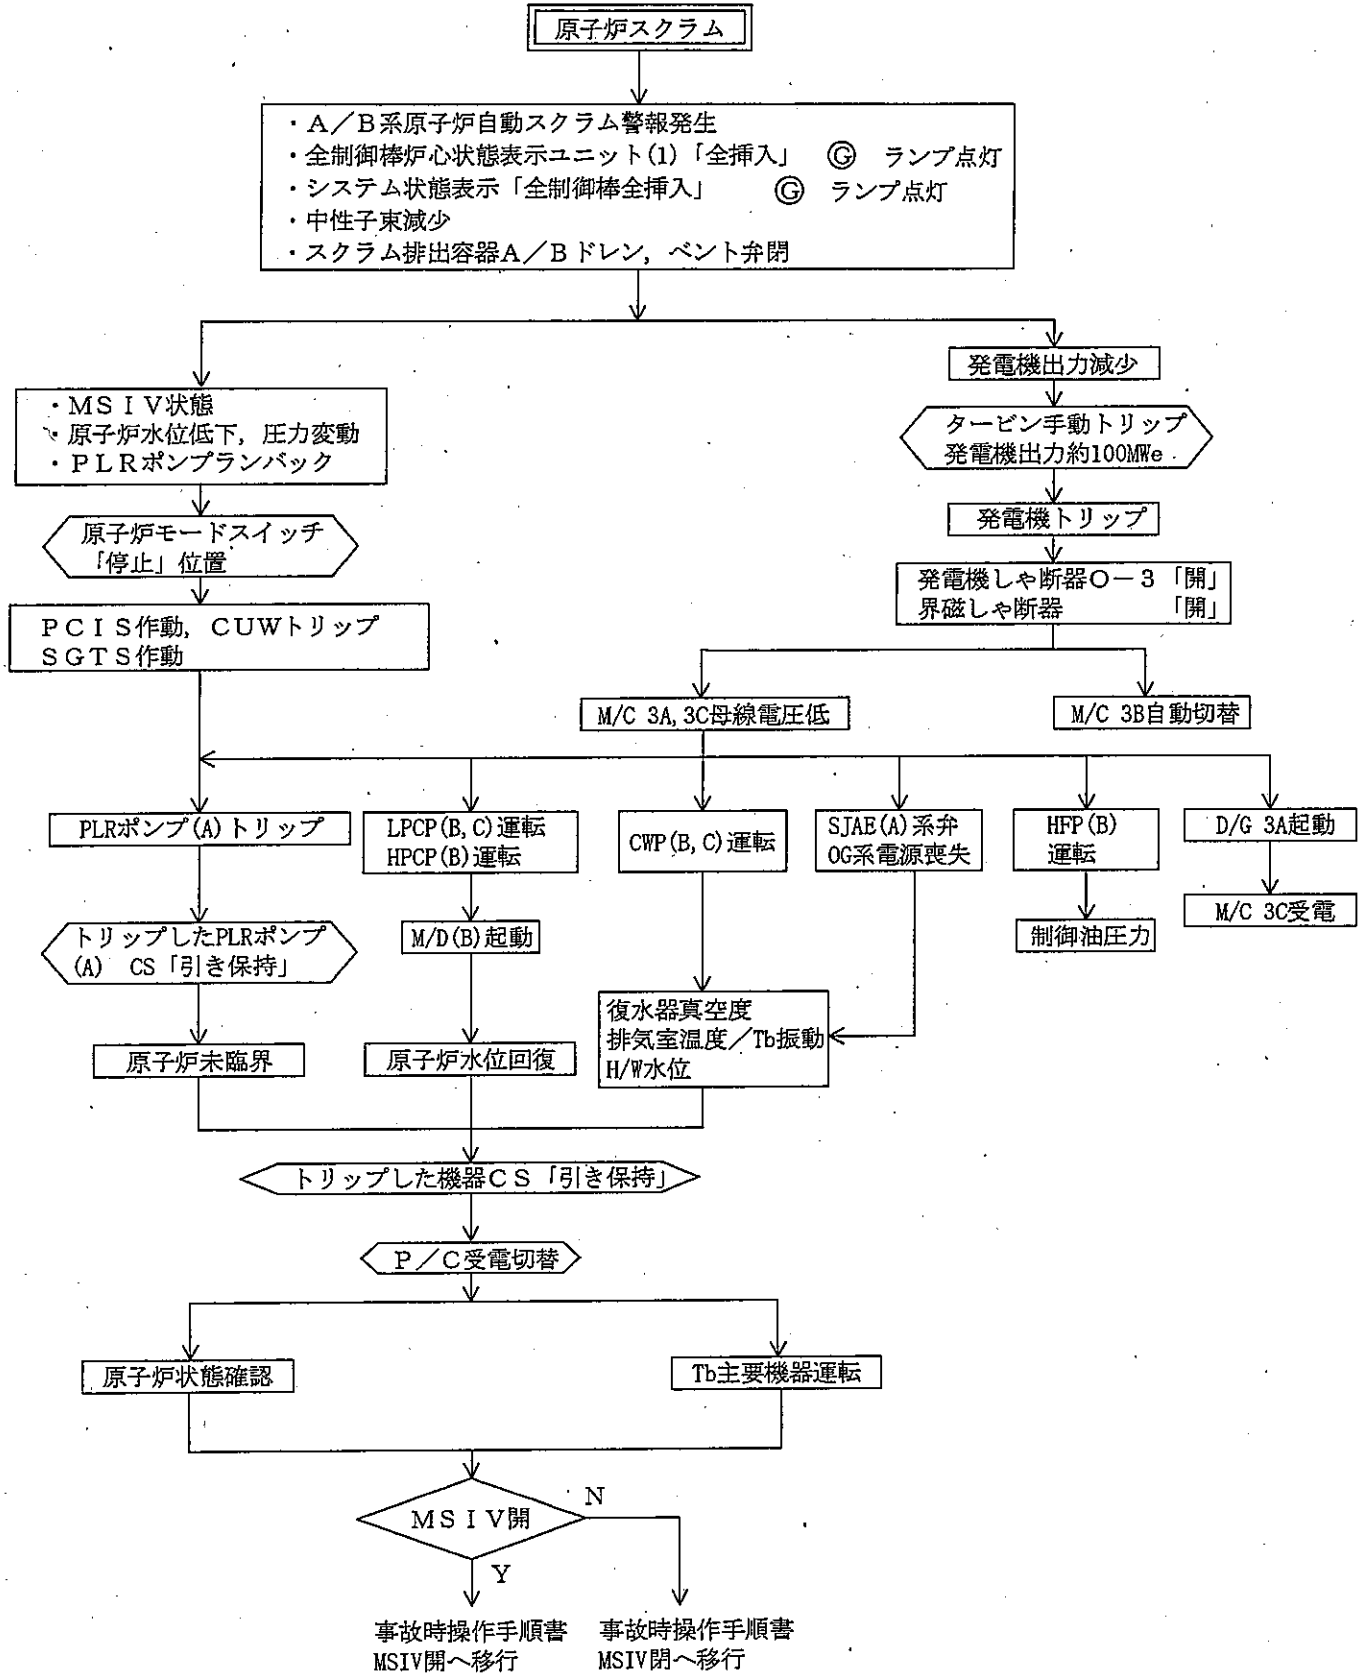 原子炉スクラム
・A／B系原子炉自動スクラム警報発生
・全制御棒炉心状態表示ユニット(1)「全挿入」 Ⓖ ランプ点灯
・システム状態表示「全制御棒全挿入」 Ⓖ ランプ点灯
・中性子束減少
・スクラム排出容器A／Bドレン，ベント弁閉
・MSIV状態
・原子炉水位低下，圧力変動
・PLRポンプランバック
原子炉モードスイッチ
「停止」位置
PCIS作動，CUWトリップ
SGTS作動
発電機出力減少
タービン手動トリップ
発電機出力約100MWe
発電機トリップ
発電機しゃ断器O－3「開」
界磁しゃ断器 「開」
M/C 3A,3C母線電圧低
M/C 3B自動切替
PLRポンプ(A)トリップ
LPCP(B,C)運転
HPCP(B)運転
CWP(B,C)運転
SJAE(A)系弁
OG系電源喪失
HFP(B)
運転
D/G 3A起動
トリップしたPLRポンプ
(A) CS「引き保持」
M/D(B)起動
制御油圧力
M/C 3C受電
原子炉未臨界
原子炉水位回復
復水器真空度
排気室温度／Tb振動
H/W水位
トリップした機器CS「引き保持」
P／C受電切替
原子炉状態確認
Tb主要機器運転
MSIV開
N
Y
事故時操作手順書
MSIV開へ移行
事故時操作手順書
MSIV閉へ移行